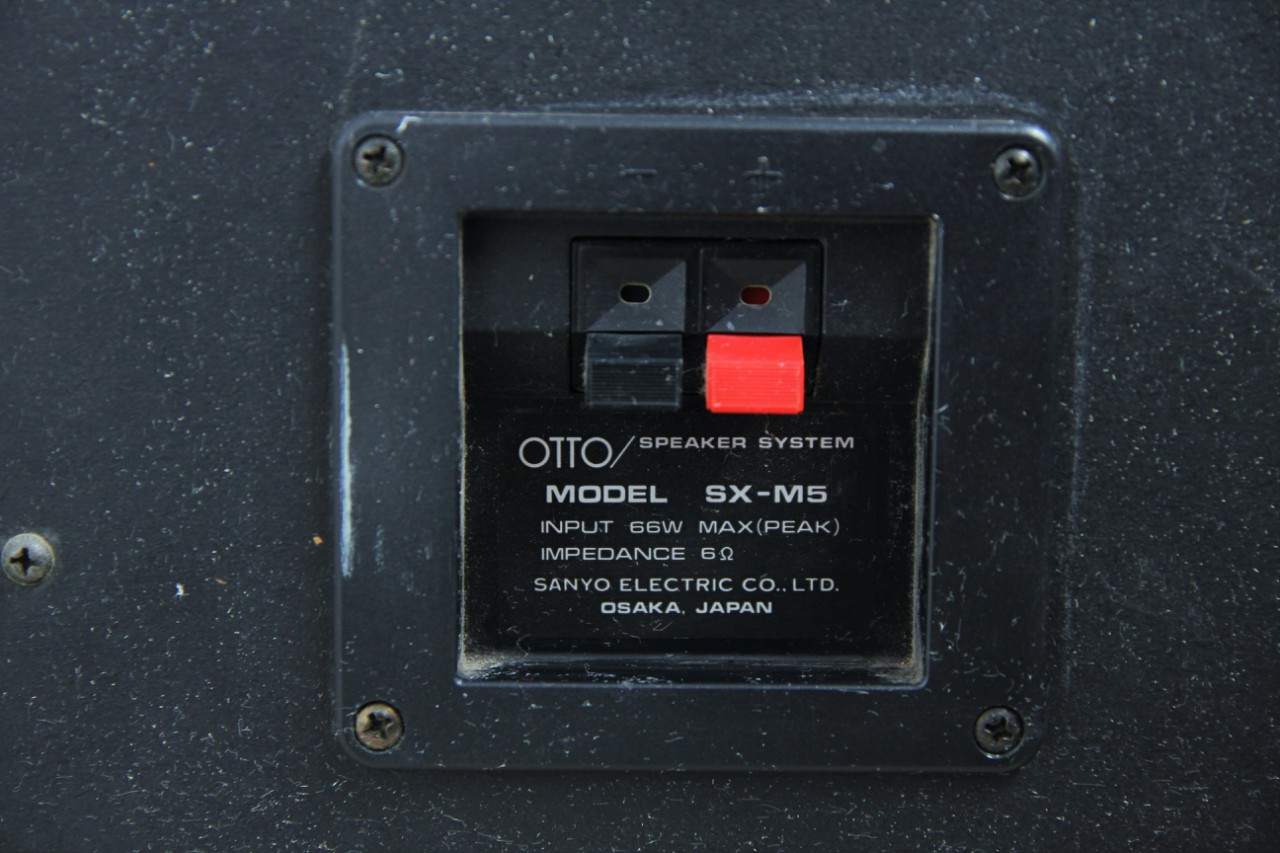 − +
OTTO/SPEAKER SYSTEM
MODEL SX-M5
INPUT 66W MAX(PEAK)
IMPEDANCE 6Ω
SANYO ELECTRIC CO., LTD.
OSAKA, JAPAN